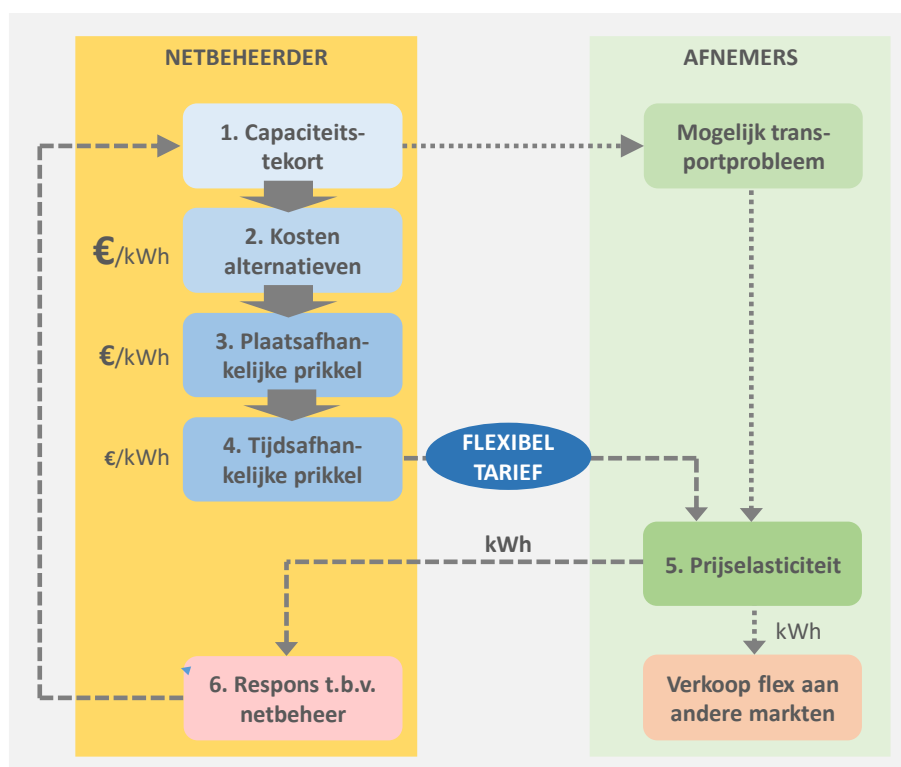 NETBEHEERDER
AFNEMERS
1. Capaciteits-
tekort
Mogelijk trans-
portprobleem
€/kWh
2. Kosten
alternatieven
€/kWh
3. Plaatsafhan-
kelijke prikkel
€/kWh
4. Tijdsafhan-
kelijke prikkel
FLEXIBEL
TARIEF
kWh
5. Prijselasticiteit
kWh
6. Respons t.b.v.
netbeheer
Verkoop flex aan
andere markten